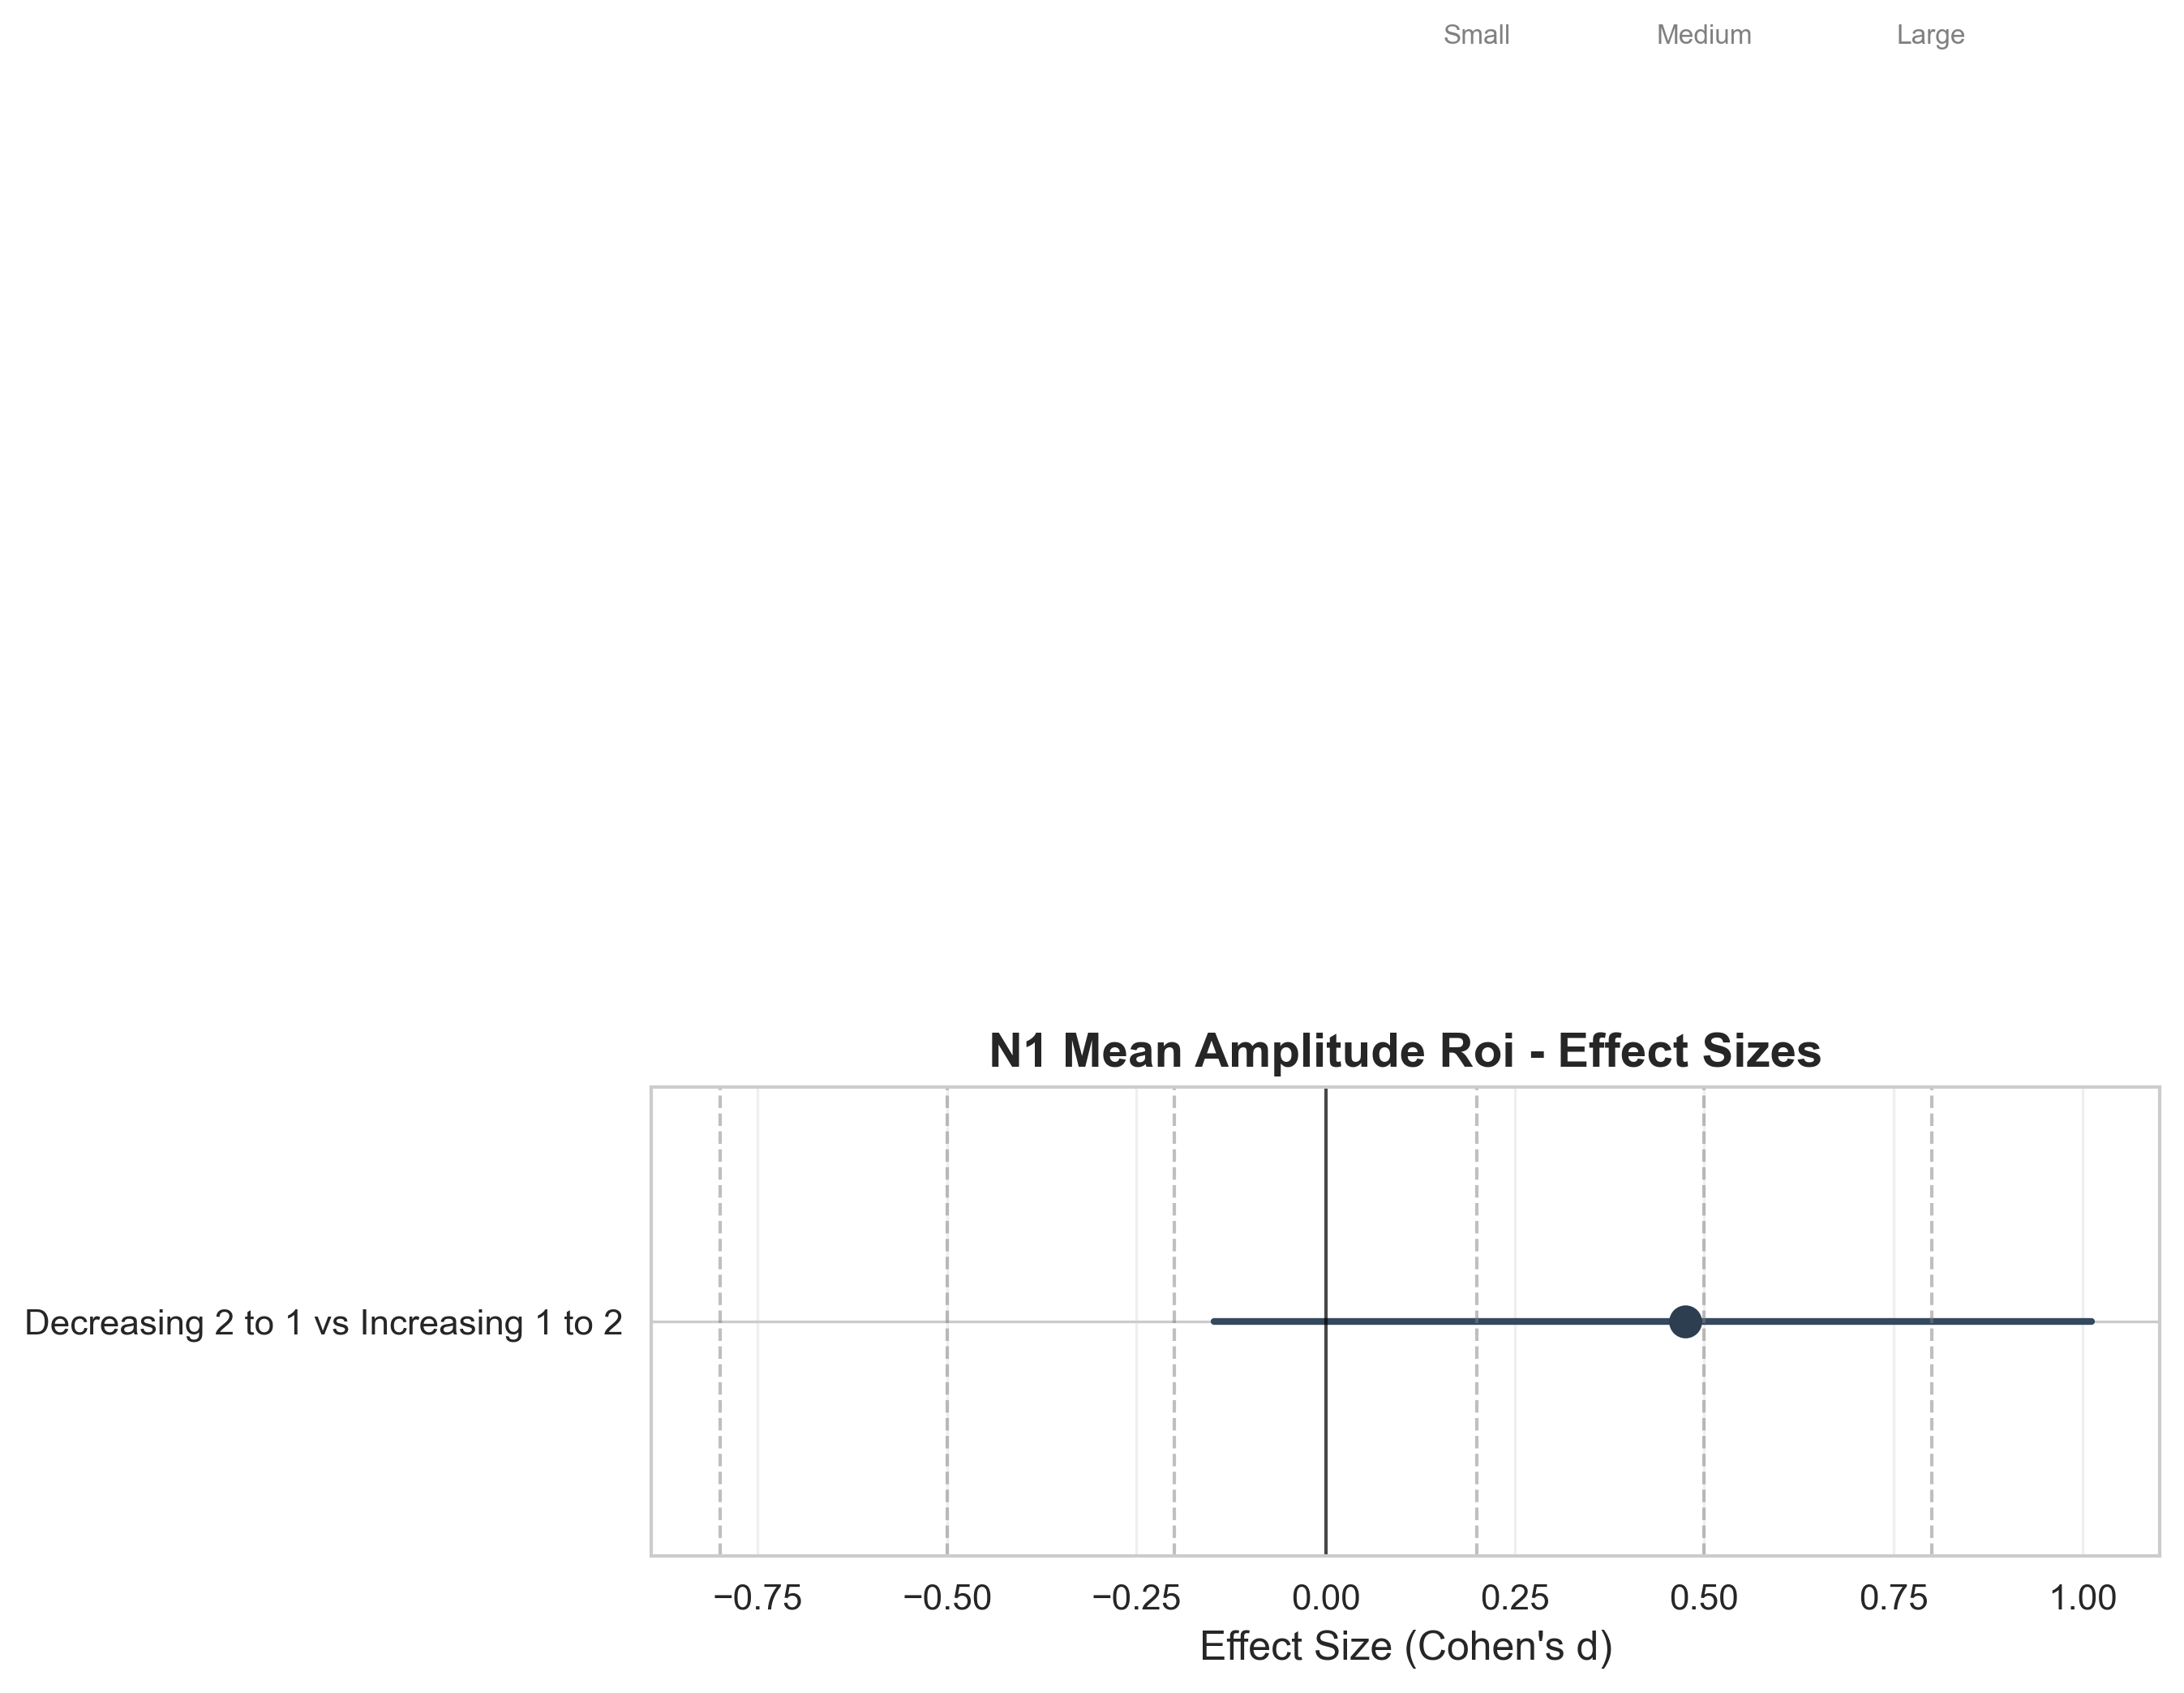 Small Medium Large
N1 Mean Amplitude Roi - Effect Sizes
Decreasing 2 to 1 vs Increasing 1 to 2
−0.75 −0.50 −0.25 0.00 0.25 0.50 0.75 1.00
Effect Size (Cohen's d)